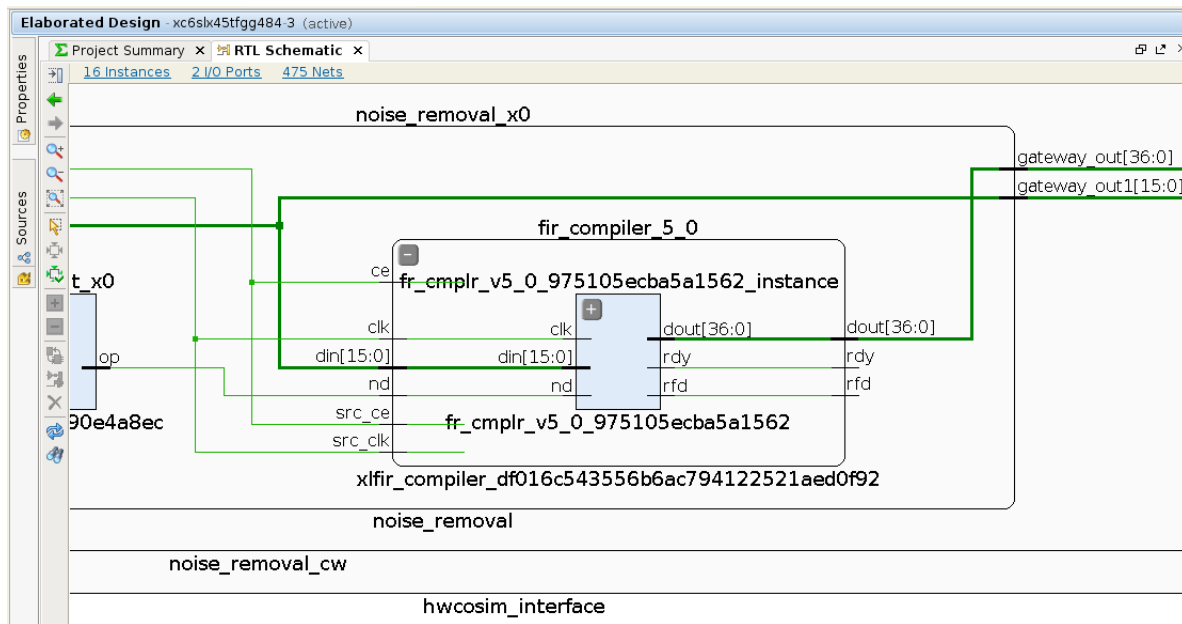 Elaborated Design - xc6slx45tfgg484-3 (active)
Properties
Sources
Σ Project Summary × RTL Schematic ×
16 Instances 2 I/O Ports 475 Nets
noise_removal_x0
gateway_out[36:0]
gateway_out1[15:0]
fir_compiler_5_0
ce
fr_cmplr_v5_0_975105ecba5a1562_instance
t_x0
clk
clk
dout[36:0]
dout[36:0]
op
din[15:0]
din[15:0]
rdy
rdy
nd
nd
rfd
rfd
90e4a8ec
src_ce
fr_cmplr_v5_0_975105ecba5a1562
src_clk
xlfir_compiler_df016c543556b6ac794122521aed0f92
noise_removal
noise_removal_cw
hwcosim_interface